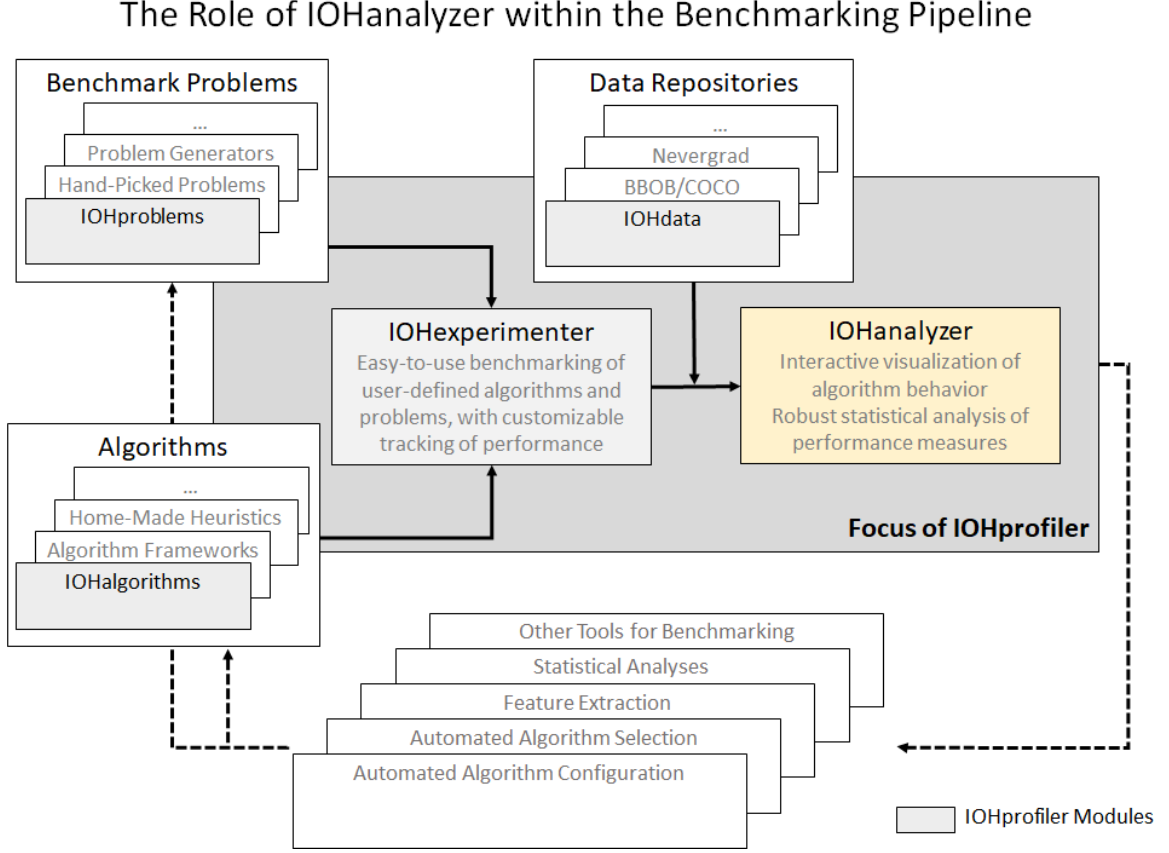 The Role of IOHanalyzer within the Benchmarking Pipeline
Benchmark Problems
...
Problem Generators
Hand-Picked Problems
IOHproblems
Data Repositories
...
Nevergrad
BBOB/COCO
IOHdata
IOHexperimenter
Easy-to-use benchmarking of
user-defined algorithms and
problems, with customizable
tracking of performance
IOHanalyzer
Interactive visualization of
algorithm behavior
Robust statistical analysis of
performance measures
Algorithms
...
Home-Made Heuristics
Algorithm Frameworks
IOHalgorithms
Focus of IOHprofiler
Other Tools for Benchmarking
Statistical Analyses
Feature Extraction
Automated Algorithm Selection
Automated Algorithm Configuration
IOHprofiler Modules